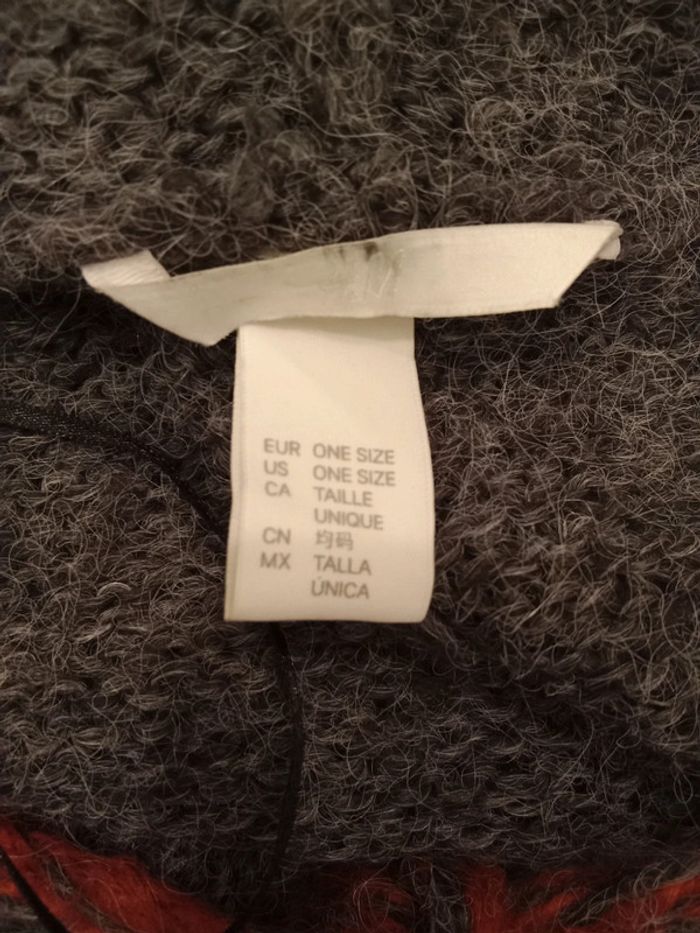 EUR ONE SIZE
US ONE SIZE
CA TAILLE
UNIQUE
CN 均码
MX TALLA
ÚNICA